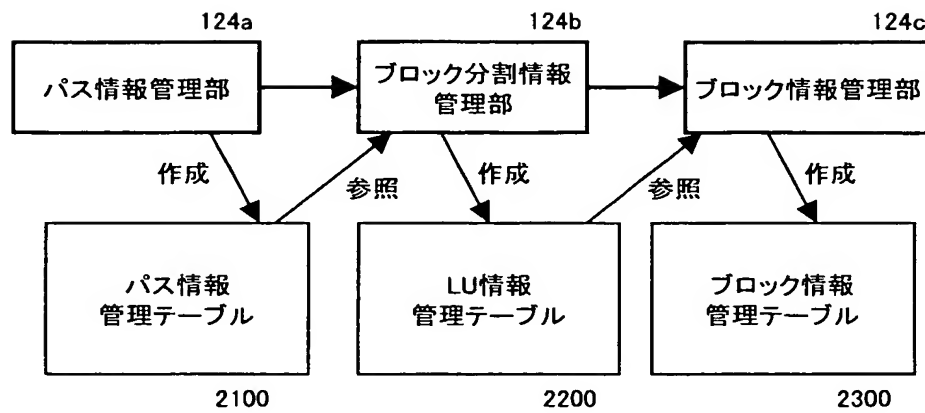 124a
124b
124c
パス情報管理部
ブロック分割情報
管理部
ブロック情報管理部
作成
参照
作成
参照
作成
パス情報
管理テーブル
LU情報
管理テーブル
ブロック情報
管理テーブル
2100
2200
2300